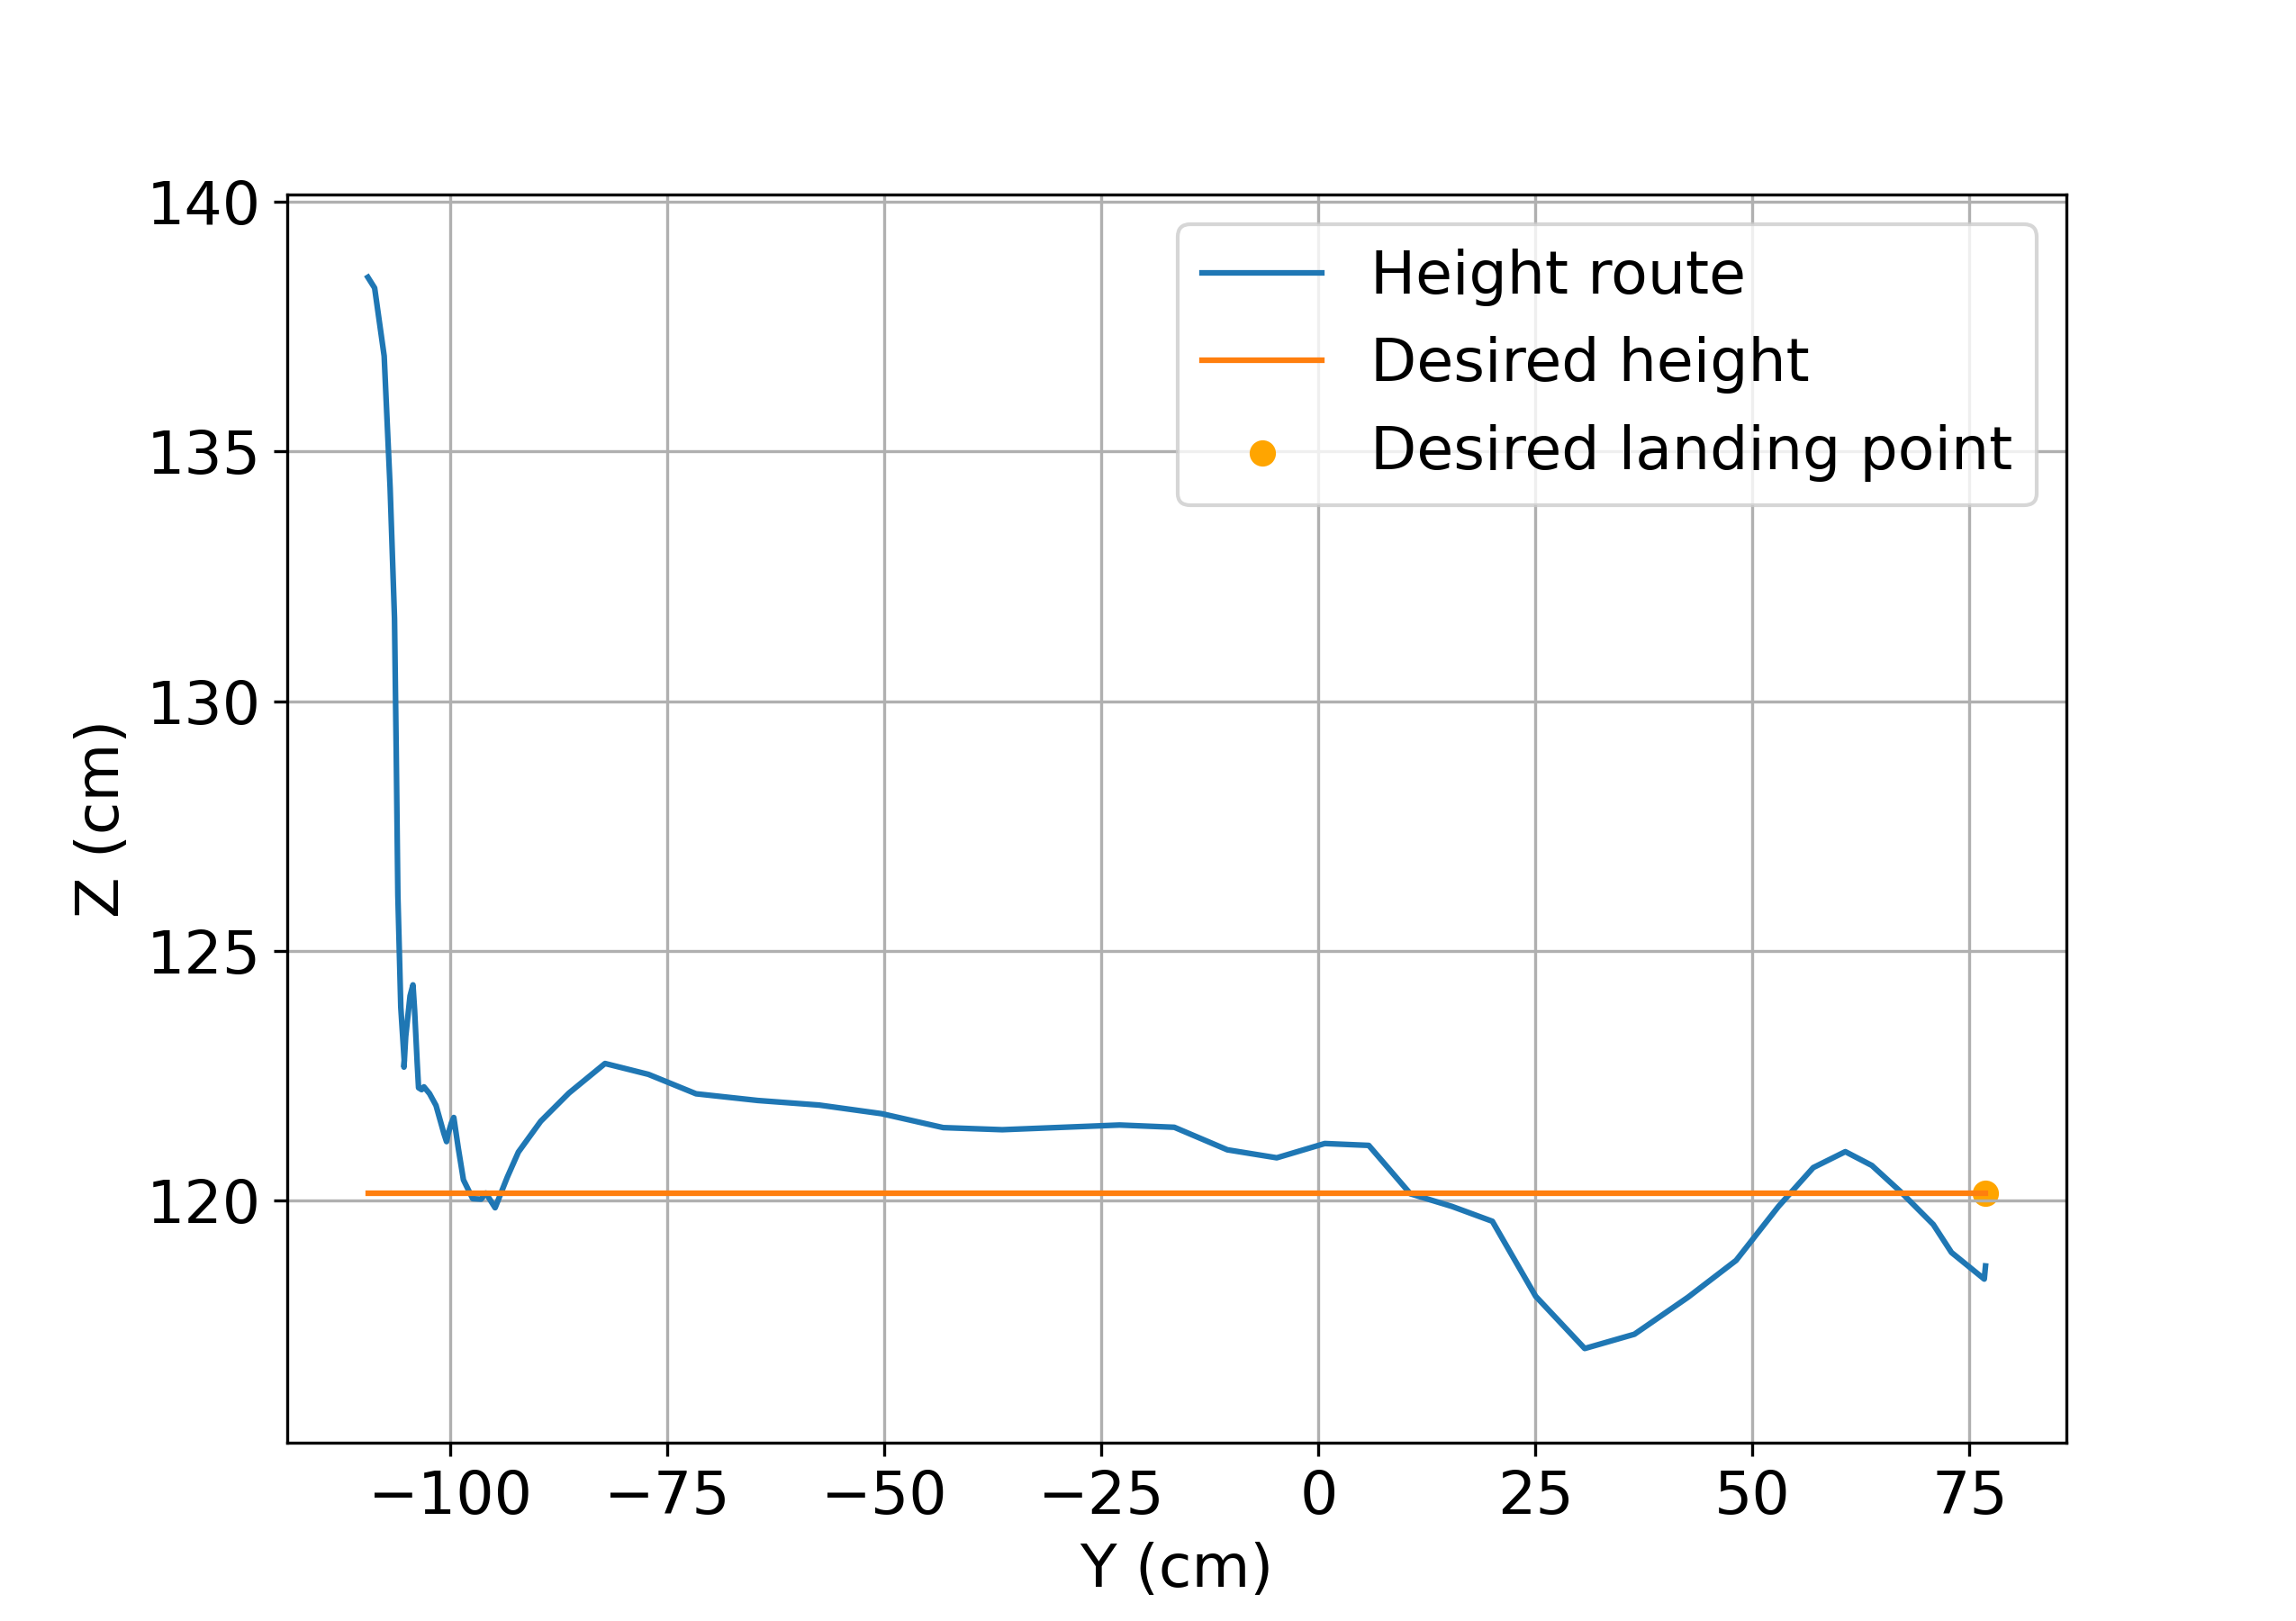 140
135
130
125
120
Z (cm)
Height route
Desired height
Desired landing point
−100 −75 −50 −25 0 25 50 75
Y (cm)